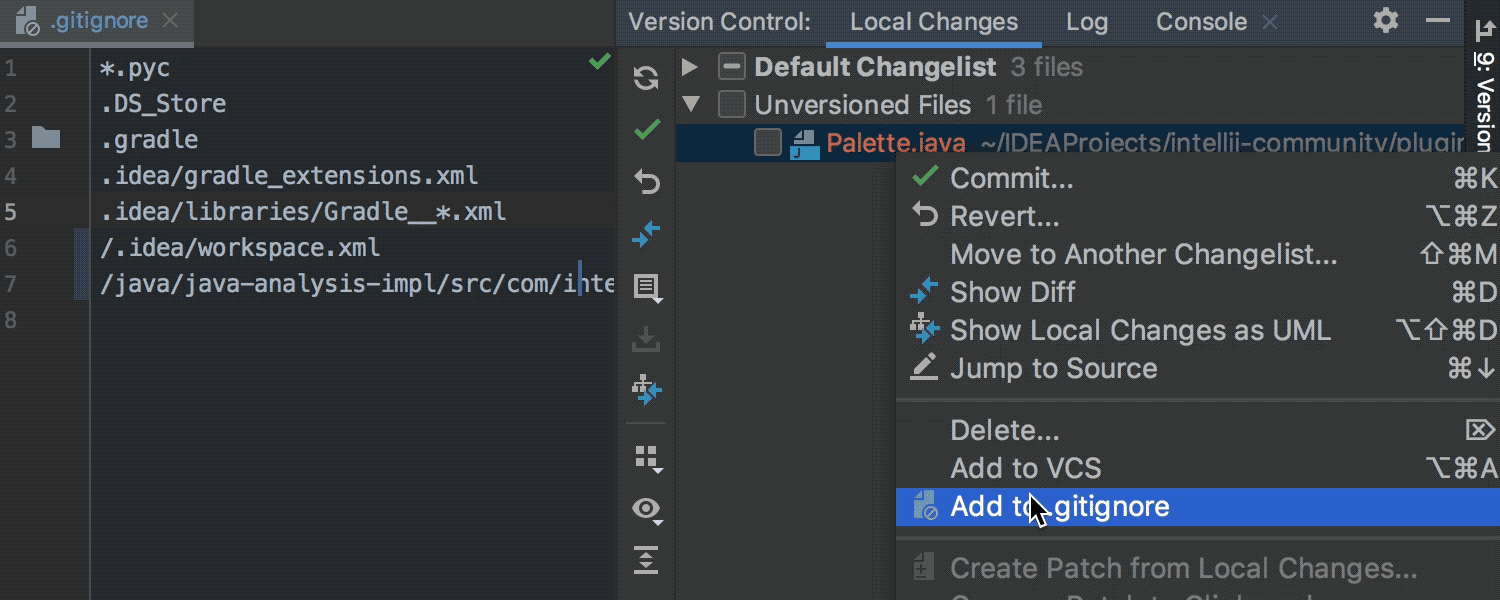 .gitignore
1 *.pyc
2 .DS_Store
3 .gradle
4 .idea/gradle_extensions.xml
5 .idea/libraries/Gradle__*.xml
6 /.idea/workspace.xml
7 /java/java-analysis-impl/src/com/inte
8
Version Control: Local Changes Log Console
Default Changelist 3 files
Unversioned Files 1 file
Palette.java ~/IDEAProjects/intellij-community/plugin
Commit... ⌘K
Revert... ⌥⌘Z
Move to Another Changelist... ⇧⌘M
Show Diff ⌘D
Show Local Changes as UML ⌥⇧⌘D
Jump to Source ⌘↓
Delete... ⌦
Add to VCS ⌥⌘A
Add to .gitignore
Create Patch from Local Changes...
9: Version